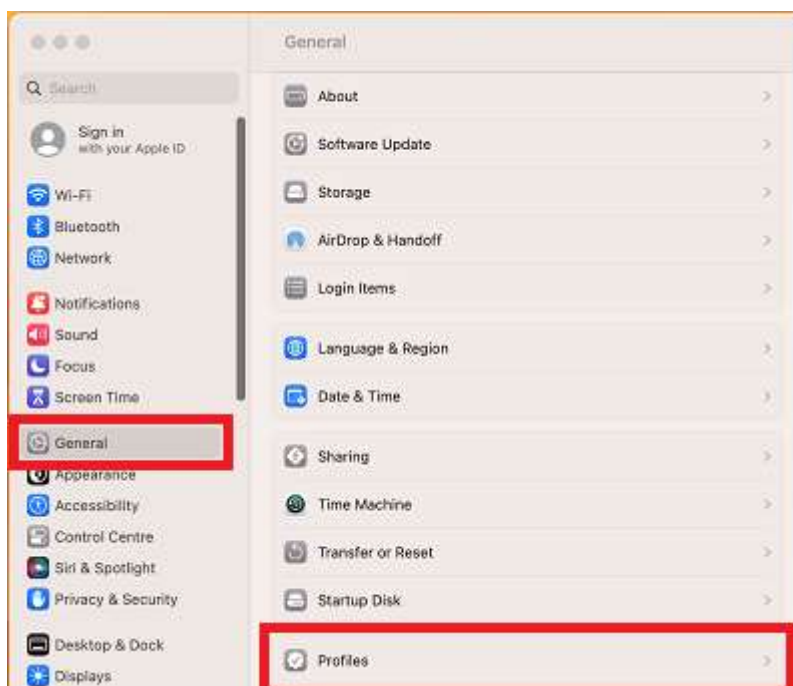 General
Search
Sign in
with your Apple ID
Wi-Fi
Bluetooth
Network
Notifications
Sound
Focus
Screen Time
General
Appearance
Accessibility
Control Centre
Siri & Spotlight
Privacy & Security
Desktop & Dock
Displays
About
Software Update
Storage
AirDrop & Handoff
Login Items
Language & Region
Date & Time
Sharing
Time Machine
Transfer or Reset
Startup Disk
Profiles